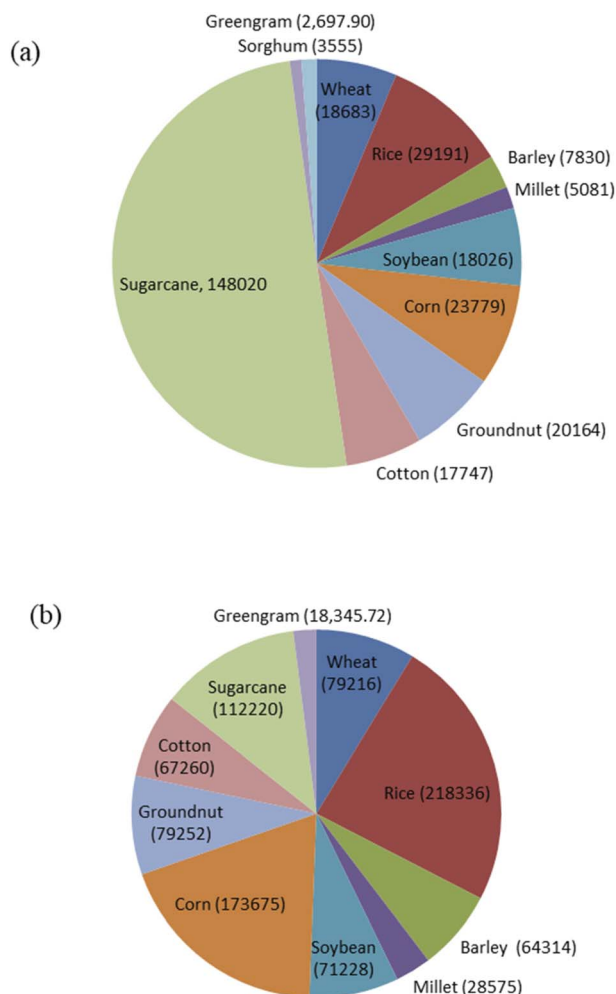 (a)
Greengram (2,697.90)
Sorghum (3555)
Wheat
(18683)
Rice (29191)
Barley (7830)
Millet (5081)
Soybean (18026)
Corn (23779)
Groundnut (20164)
Cotton (17747)
Sugarcane, 148020
(b)
Greengram (18,345.72)
Wheat
(79216)
Rice (218336)
Barley (64314)
Millet (28575)
Soybean
(71228)
Corn (173675)
Groundnut
(79252)
Cotton
(67260)
Sugarcane
(112220)